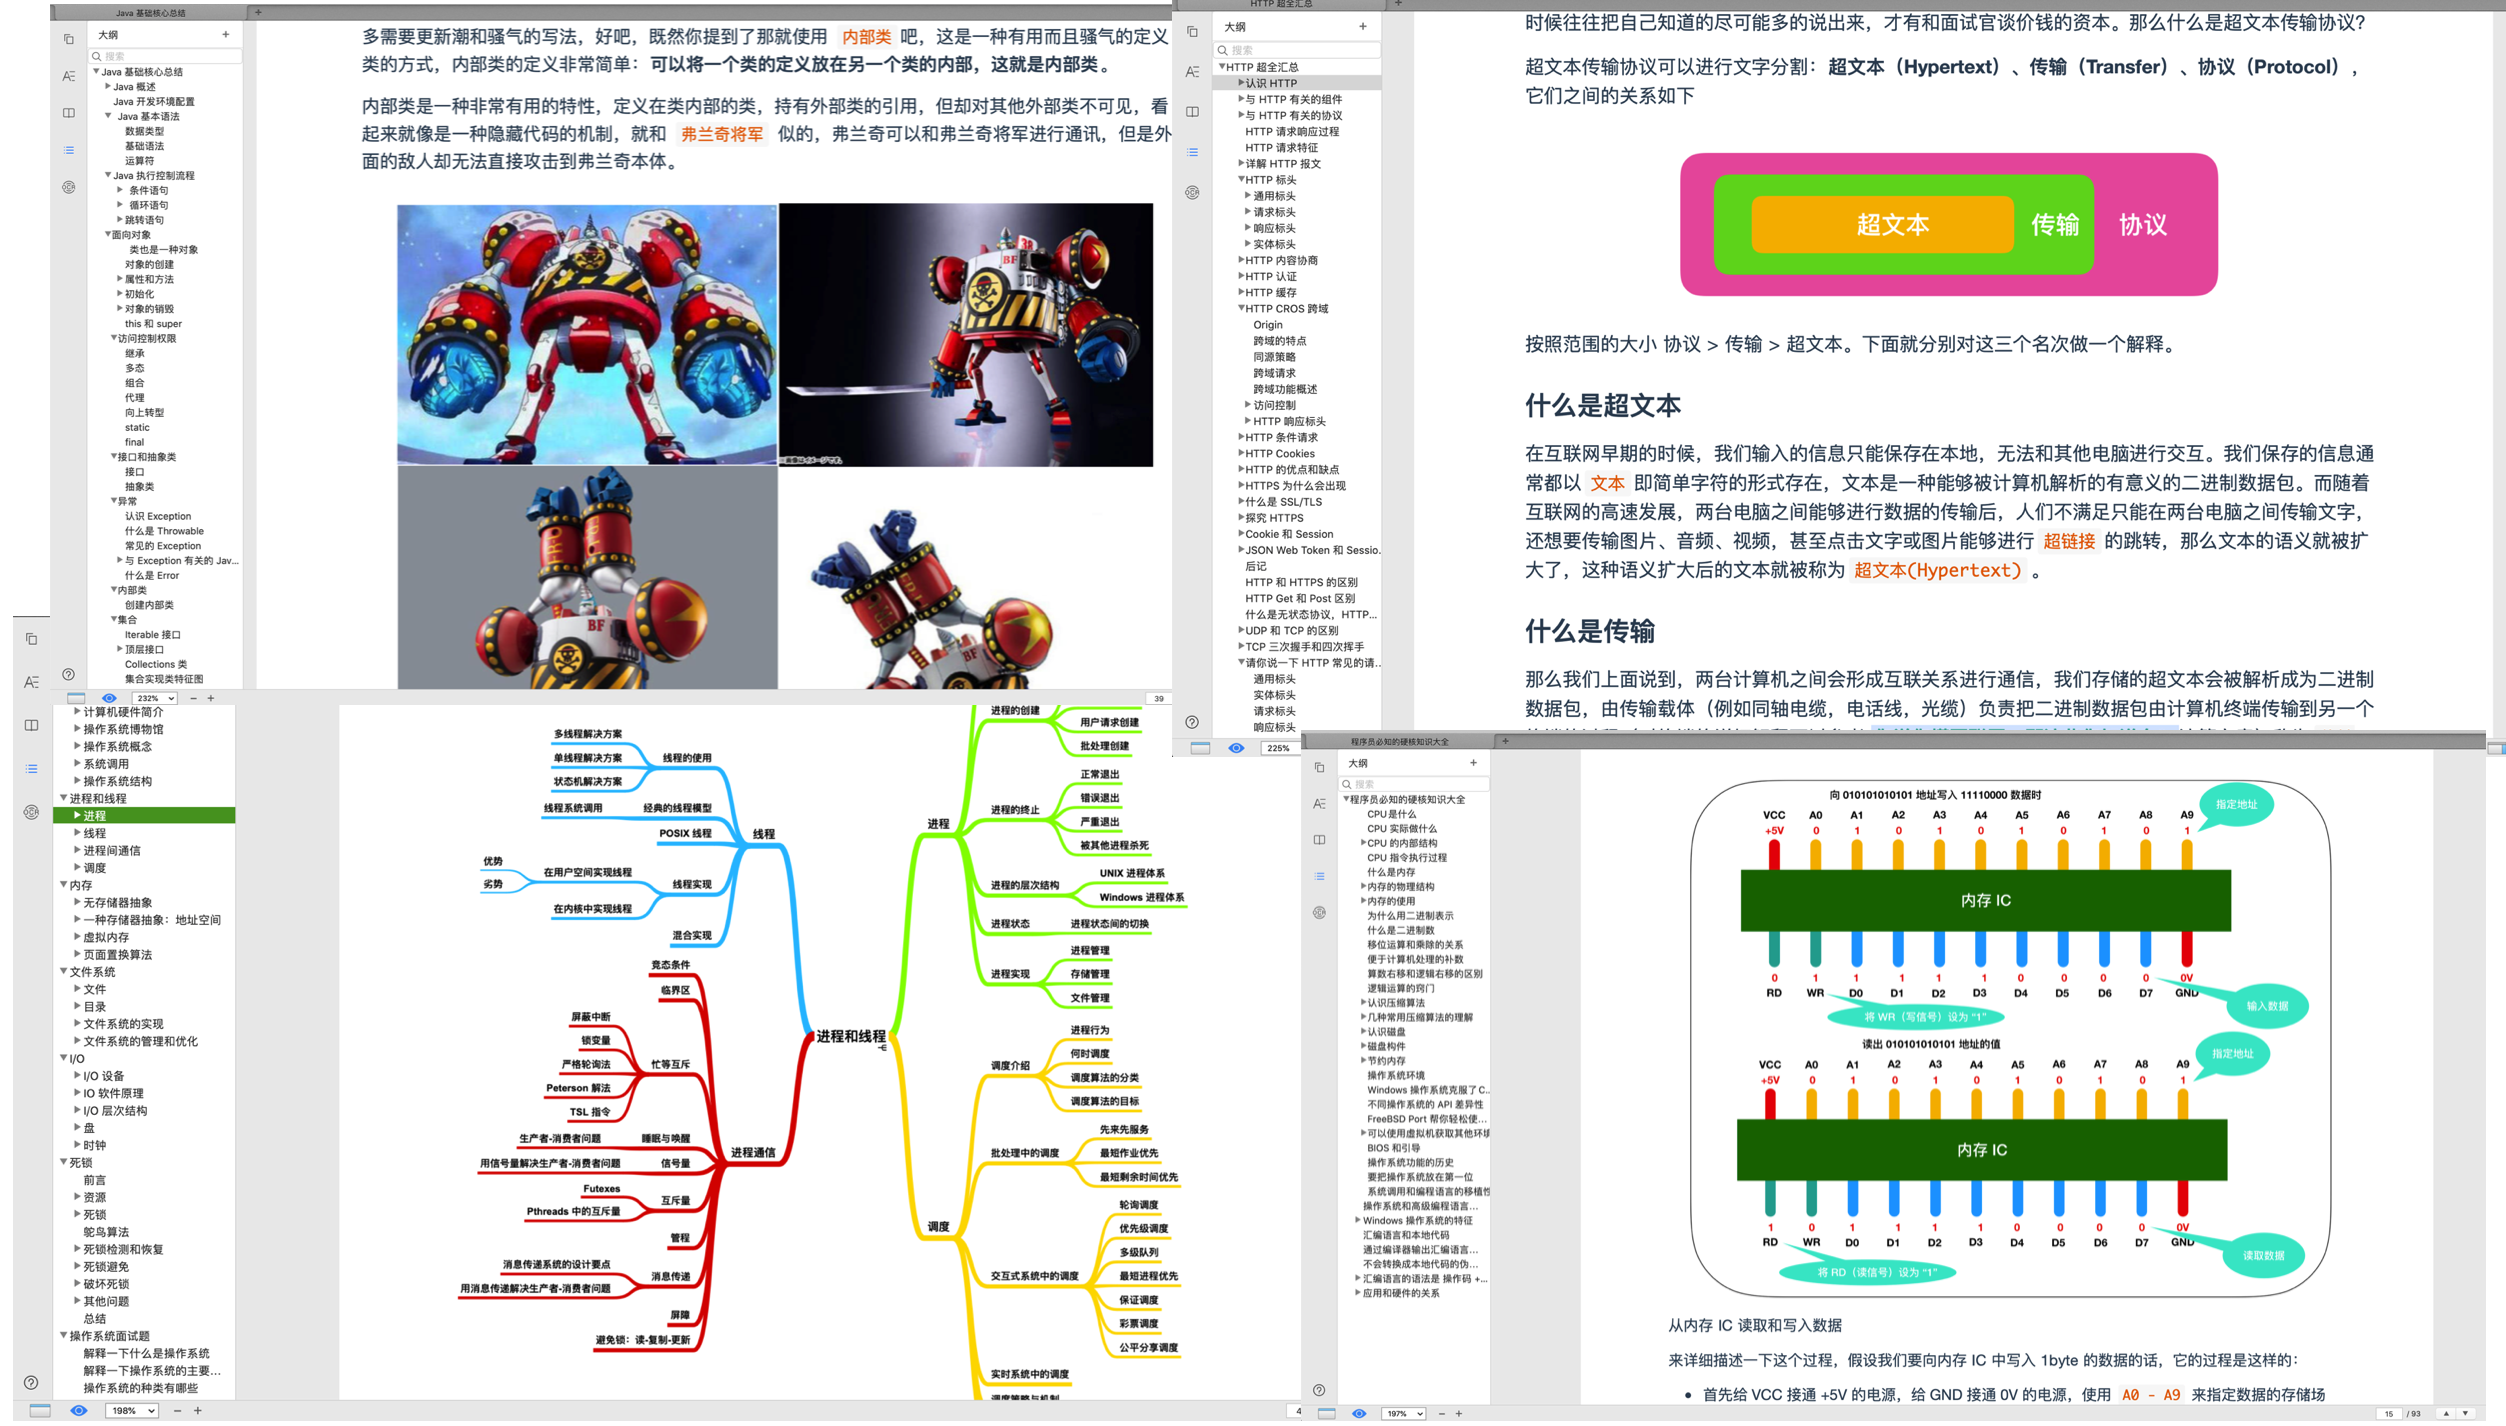 Java 基础核心总结
大纲
搜索
Java 基础核心总结
Java 概述
Java 开发环境配置
Java 基本语法
数据类型
基础语法
运算符
Java 执行控制流程
条件语句
循环语句
跳转语句
面向对象
类也是一种对象
对象的创建
属性和方法
初始化
对象的销毁
this 和 super
访问控制权限
继承
多态
组合
代理
向上转型
static
final
接口和抽象类
接口
抽象类
异常
认识 Exception
什么是 Throwable
常见的 Exception
与 Exception 有关的 Jav...
什么是 Error
内部类
创建内部类
集合
Iterable 接口
顶层接口
Collections 类
集合实现类特征图
232%
39
多需要更新潮和骚气的写法，好吧，既然你提到了那就使用 内部类 吧，这是一种有用而且骚气的定义
类的方式，内部类的定义非常简单：可以将一个类的定义放在另一个类的内部，这就是内部类。
内部类是一种非常有用的特性，定义在类内部的类，持有外部类的引用，但却对其他外部类不可见，看
起来就像是一种隐藏代码的机制，就和 弗兰奇将军 似的，弗兰奇可以和弗兰奇将军进行通讯，但是外
面的敌人却无法直接攻击到弗兰奇本体。
BF
38
BF
※画像はイメージです。
HTTP 超全汇总
大纲
搜索
HTTP 超全汇总
认识 HTTP
与 HTTP 有关的组件
与 HTTP 有关的协议
HTTP 请求响应过程
HTTP 请求特征
详解 HTTP 报文
HTTP 标头
通用标头
请求标头
响应标头
实体标头
HTTP 内容协商
HTTP 认证
HTTP 缓存
HTTP CROS 跨域
Origin
跨域的特点
同源策略
跨域请求
跨域功能概述
访问控制
HTTP 响应标头
HTTP 条件请求
HTTP Cookies
HTTP 的优点和缺点
HTTPS 为什么会出现
什么是 SSL/TLS
探究 HTTPS
Cookie 和 Session
JSON Web Token 和 Sessio.
后记
HTTP 和 HTTPS 的区别
HTTP Get 和 Post 区别
什么是无状态协议，HTTP...
UDP 和 TCP 的区别
TCP 三次握手和四次挥手
请你说一下 HTTP 常见的请..
通用标头
实体标头
请求标头
响应标头
225%
时候往往把自己知道的尽可能多的说出来，才有和面试官谈价钱的资本。那么什么是超文本传输协议？
超文本传输协议可以进行文字分割：超文本（Hypertext）、传输（Transfer）、协议（Protocol），
它们之间的关系如下
超文本 传输 协议
按照范围的大小 协议 > 传输 > 超文本。下面就分别对这三个名次做一个解释。
什么是超文本
在互联网早期的时候，我们输入的信息只能保存在本地，无法和其他电脑进行交互。我们保存的信息通
常都以 文本 即简单字符的形式存在，文本是一种能够被计算机解析的有意义的二进制数据包。而随着
互联网的高速发展，两台电脑之间能够进行数据的传输后，人们不满足只能在两台电脑之间传输文字，
还想要传输图片、音频、视频，甚至点击文字或图片能够进行 超链接 的跳转，那么文本的语义就被扩
大了，这种语义扩大后的文本就被称为 超文本(Hypertext) 。
什么是传输
那么我们上面说到，两台计算机之间会形成互联关系进行通信，我们存储的超文本会被解析成为二进制
数据包，由传输载体（例如同轴电缆，电话线，光缆）负责把二进制数据包由计算机终端传输到另一个
计算机硬件简介
操作系统博物馆
操作系统概念
系统调用
操作系统结构
进程和线程
进程
线程
进程间通信
调度
内存
无存储器抽象
一种存储器抽象：地址空间
虚拟内存
页面置换算法
文件系统
文件
目录
文件系统的实现
文件系统的管理和优化
I/O
I/O 设备
IO 软件原理
I/O 层次结构
盘
时钟
死锁
前言
资源
死锁
鸵鸟算法
死锁检测和恢复
死锁避免
破坏死锁
其他问题
总结
操作系统面试题
解释一下什么是操作系统
解释一下操作系统的主要...
操作系统的种类有哪些
198%
4
进程和线程
线程
线程的使用
多线程解决方案
单线程解决方案
状态机解决方案
经典的线程模型
线程系统调用
POSIX 线程
线程实现
在用户空间实现线程
优势
劣势
在内核中实现线程
混合实现
进程通信
竞态条件
临界区
忙等互斥
屏蔽中断
锁变量
严格轮询法
Peterson 解法
TSL 指令
睡眠与唤醒
生产者-消费者问题
信号量
用信号量解决生产者-消费者问题
互斥量
Futexes
Pthreads 中的互斥量
管程
消息传递
消息传递系统的设计要点
用消息传递解决生产者-消费者问题
屏障
避免锁：读-复制-更新
进程
进程的创建
用户请求创建
批处理创建
进程的终止
正常退出
错误退出
严重退出
被其他进程杀死
进程的层次结构
UNIX 进程体系
Windows 进程体系
进程状态
进程状态间的切换
进程实现
进程管理
存储管理
文件管理
调度
调度介绍
进程行为
何时调度
调度算法的分类
调度算法的目标
批处理中的调度
先来先服务
最短作业优先
最短剩余时间优先
交互式系统中的调度
轮询调度
优先级调度
多级队列
最短进程优先
保证调度
彩票调度
公平分享调度
实时系统中的调度
调度策略与机制
程序员必知的硬核知识大全
大纲
搜索
程序员必知的硬核知识大全
CPU 是什么
CPU 实际做什么
CPU 的内部结构
CPU 指令执行过程
什么是内存
内存的物理结构
内存的使用
为什么用二进制表示
什么是二进制数
移位运算和乘除的关系
便于计算机处理的补数
算数右移和逻辑右移的区别
逻辑运算的窍门
认识压缩算法
几种常用压缩算法的理解
认识磁盘
磁盘构件
节约内存
操作系统环境
Windows 操作系统克服了C..
不同操作系统的 API 差异性
FreeBSD Port 帮你轻松使...
可以使用虚拟机获取其他环境
BIOS 和引导
操作系统功能的历史
要把操作系统放在第一位
系统调用和编程语言的移植性
操作系统和高级编程语言...
Windows 操作系统的特征
汇编语言和本地代码
通过编译器输出汇编语言...
不会转换成本地代码的伪...
汇编语言的语法是 操作码 +...
应用和硬件的关系
197%
向 010101010101 地址写入 11110000 数据时
指定地址
VCC A0 A1 A2 A3 A4 A5 A6 A7 A8 A9
+5V 0 1 0 1 0 1 0 1 0 1
内存 IC
0 1 1 1 1 1 0 0 0 0 0V
RD WR D0 D1 D2 D3 D4 D5 D6 D7 GND
输入数据
将 WR（写信号）设为 “1”
读出 010101010101 地址的值
指定地址
VCC A0 A1 A2 A3 A4 A5 A6 A7 A8 A9
+5V 0 1 0 1 0 1 0 1 0 1
内存 IC
1 0 1 1 1 1 0 0 0 0 0V
RD WR D0 D1 D2 D3 D4 D5 D6 D7 GND
读取数据
将 RD（读信号）设为 “1”
从内存 IC 读取和写入数据
来详细描述一下这个过程，假设我们要向内存 IC 中写入 1byte 的数据的话，它的过程是这样的：
• 首先给 VCC 接通 +5V 的电源，给 GND 接通 0V 的电源，使用 A0 - A9 来指定数据的存储场
15 / 93